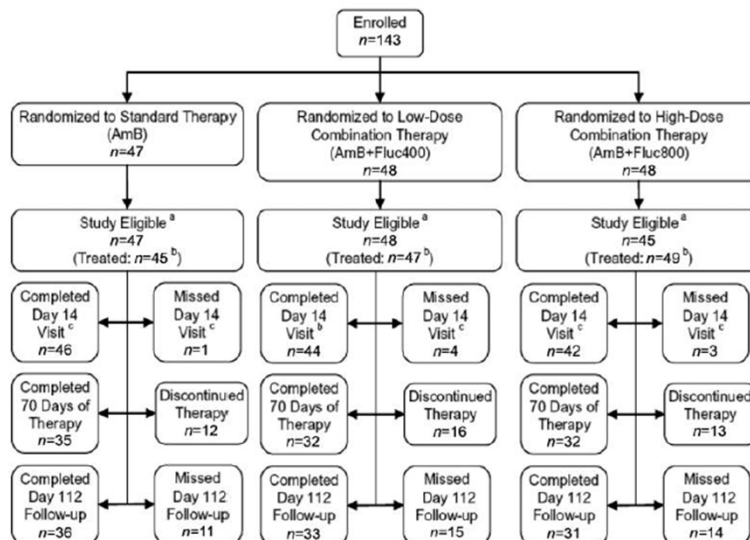 Enrolled
n=143
Randomized to Standard Therapy
(AmB)
n=47
Randomized to Low-Dose
Combination Therapy
(AmB+Fluc400)
n=48
Randomized to High-Dose
Combination Therapy
(AmB+Fluc800)
n=48
Study Eligible a
n=47
(Treated: n=45 b)
Study Eligible a
n=48
(Treated: n=47 b)
Study Eligible a
n=45
(Treated: n=49 b)
Completed
Day 14
Visit c
n=46
Missed
Day 14
Visit c
n=1
Completed
Day 14
Visit b
n=44
Missed
Day 14
Visit c
n=4
Completed
Day 14
Visit c
n=42
Missed
Day 14
Visit c
n=3
Completed
70 Days of
Therapy
n=35
Discontinued
Therapy
n=12
Completed
70 Days of
Therapy
n=32
Discontinued
Therapy
n=16
Completed
70 Days of
Therapy
n=32
Discontinued
Therapy
n=13
Completed
Day 112
Follow-up
n=36
Missed
Day 112
Follow-up
n=11
Completed
Day 112
Follow-up
n=33
Missed
Day 112
Follow-up
n=15
Completed
Day 112
Follow-up
n=31
Missed
Day 112
Follow-up
n=14